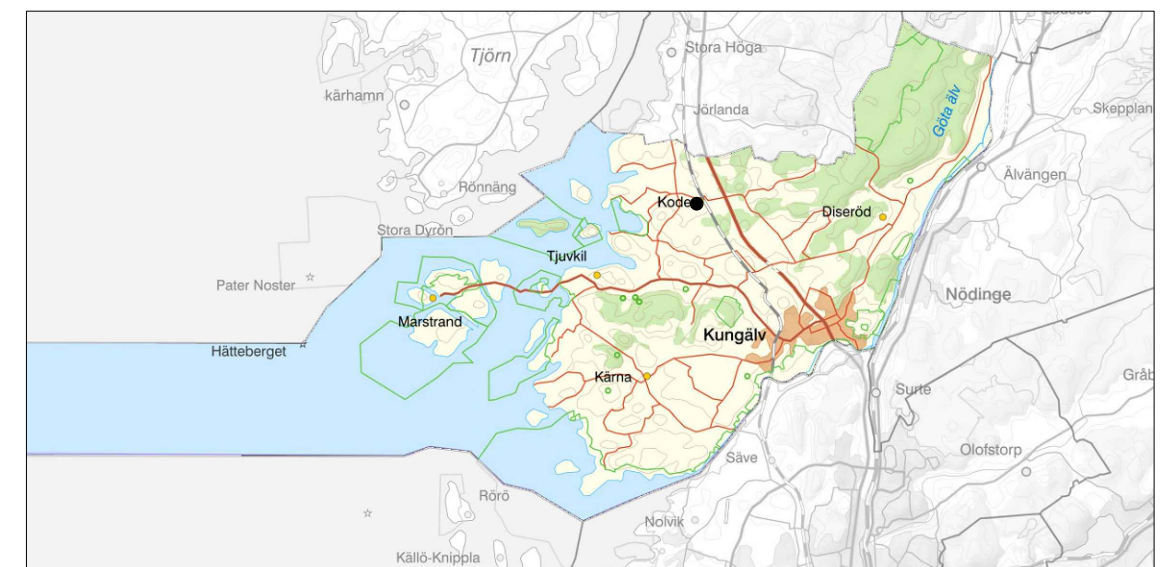 Tjörn
Stora Höga
kärhamn
Jörlanda
Skepplan
Göta älv
Älvängen
Rönnäng
Kode
Diseröd
Stora Dyrön
Tjuvkil
Pater Noster
Nödinge
Marstrand
Kungälv
Hätteberget
Kärna
Gråb
Surte
Olofstorp
Säve
Rörö
Nolvik
Källö-Knippla